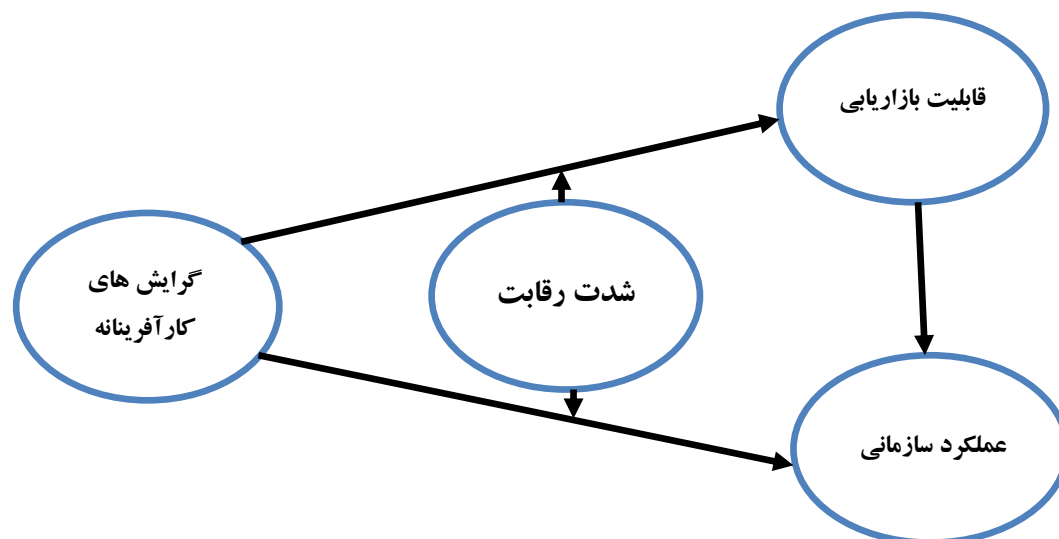 قابلیت بازاریابی
گرایش های
کارآفرینانه
شدت رقابت
عملکرد سازمانی